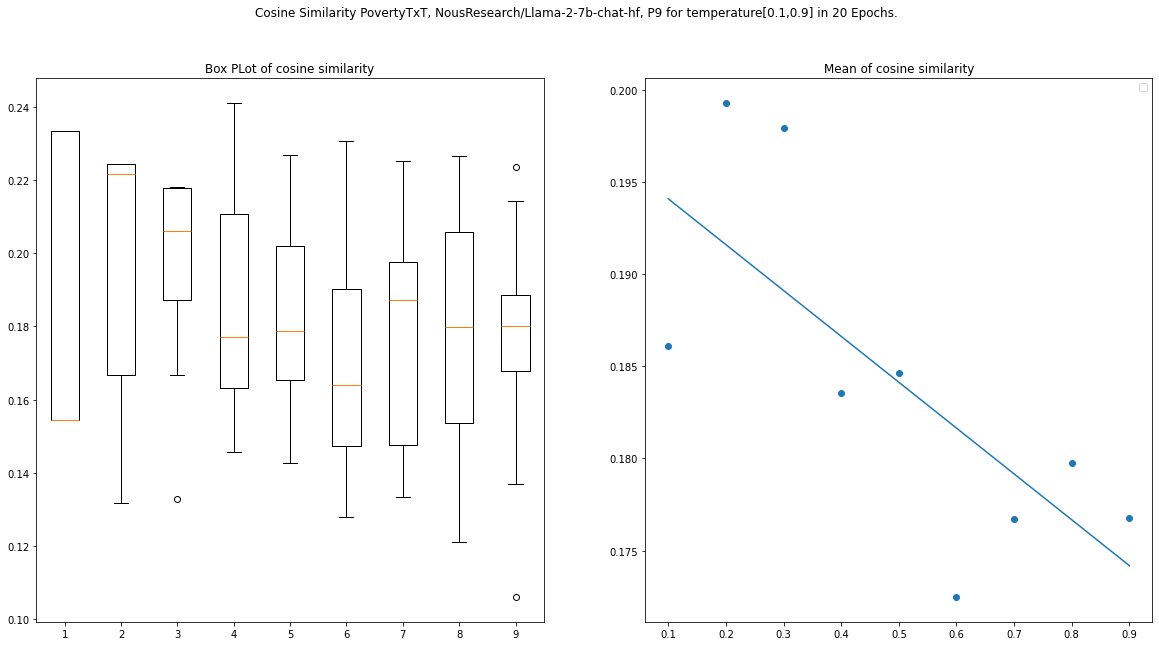 Cosine Similarity PovertyTxT, NousResearch/Llama-2-7b-chat-hf, P9 for temperature[0.1,0.9] in 20 Epochs.
Box PLot of cosine similarity
0.24
0.22
0.20
0.18
0.16
0.14
0.12
0.10
1 2 3 4 5 6 7 8 9
Mean of cosine similarity
0.200
0.195
0.190
0.185
0.180
0.175
0.1 0.2 0.3 0.4 0.5 0.6 0.7 0.8 0.9